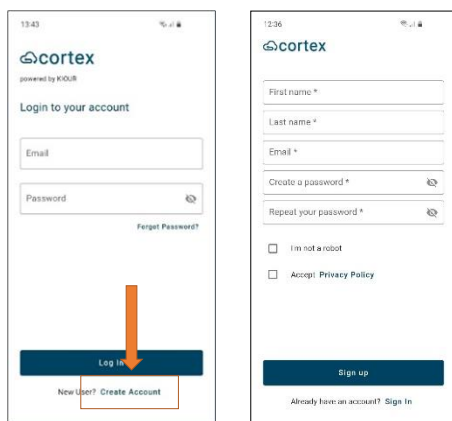 13:43
cortex
powered by KIOUR
Login to your account
Email
Password
Forgot Password?
Log In
New User? Create Account
12:36
cortex
First name *
Last name *
Email *
Create a password *
Repeat your password *
I'm not a robot
Accept Privacy Policy
Sign up
Already have an account? Sign In